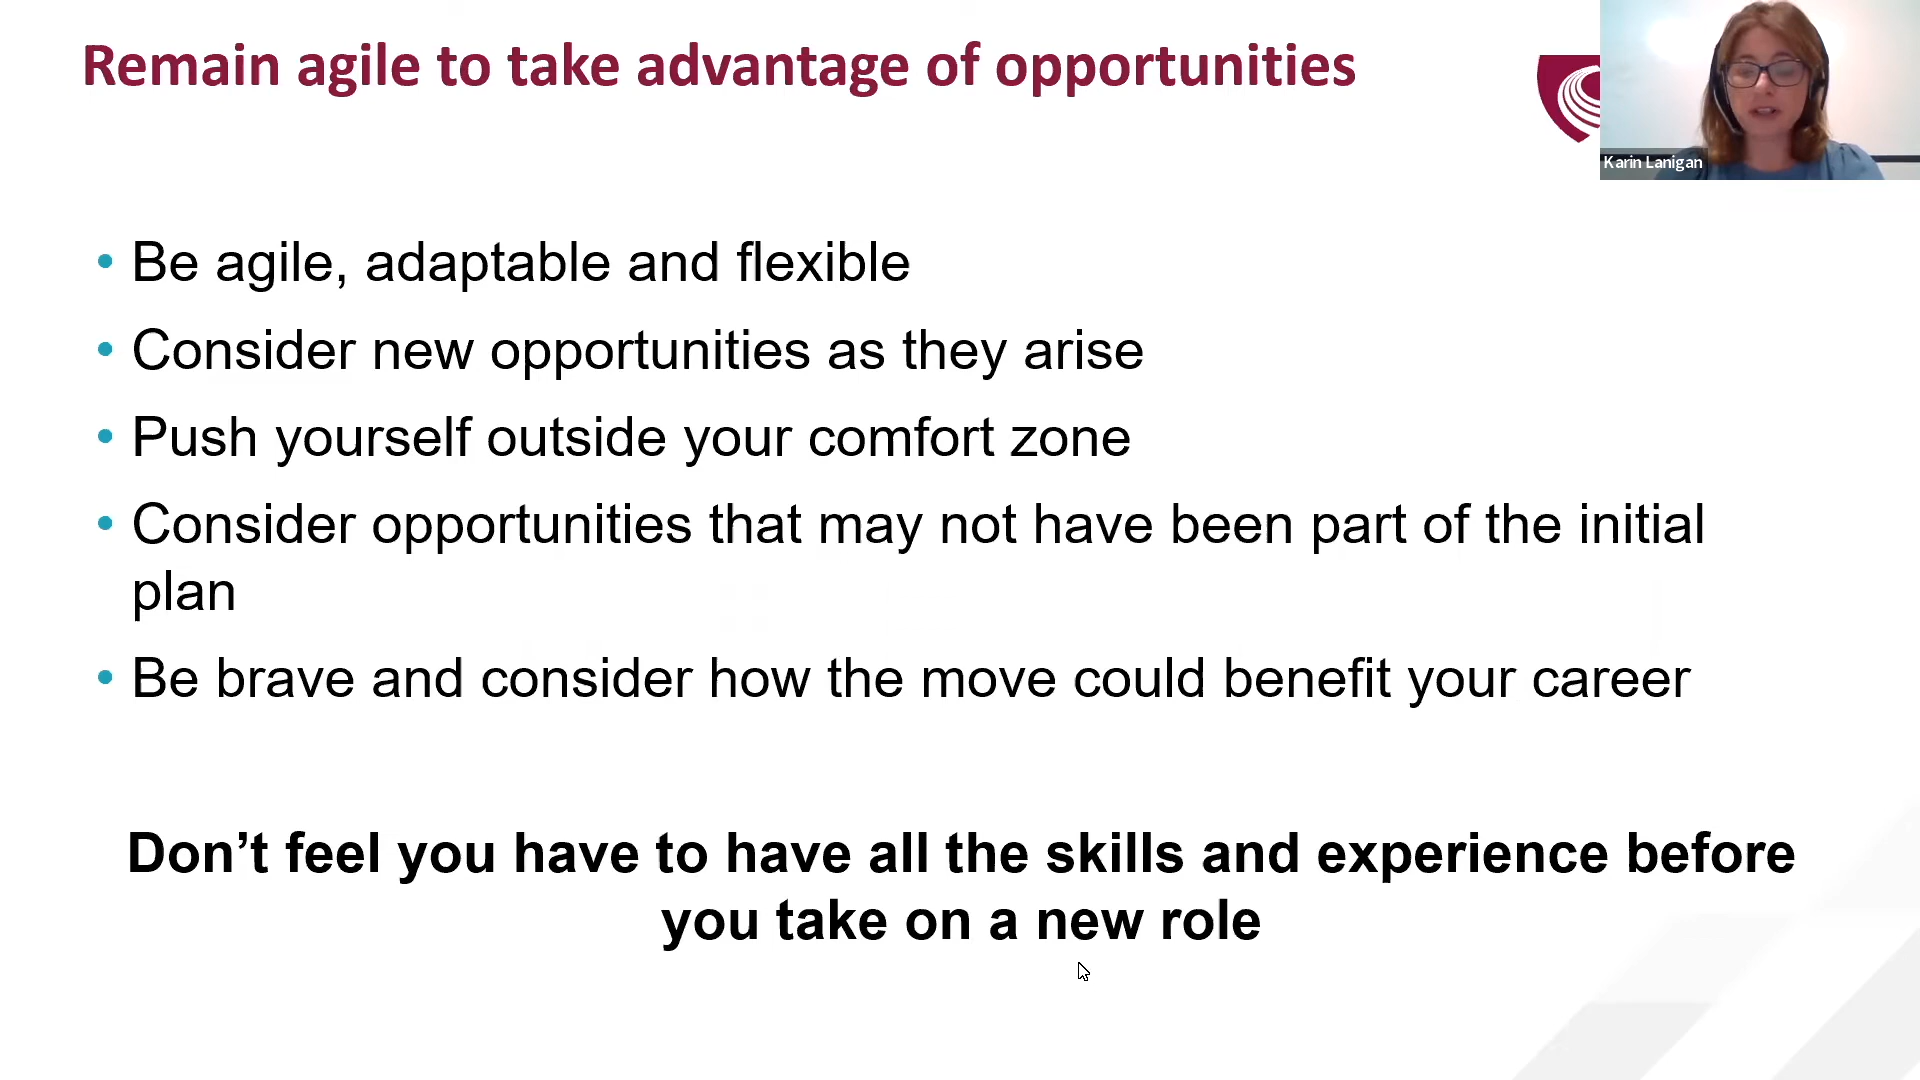 Remain agile to take advantage of opportunities
Karin Lanigan
• Be agile, adaptable and flexible
• Consider new opportunities as they arise
• Push yourself outside your comfort zone
• Consider opportunities that may not have been part of the initial
plan
• Be brave and consider how the move could benefit your career
Don’t feel you have to have all the skills and experience before
you take on a new role